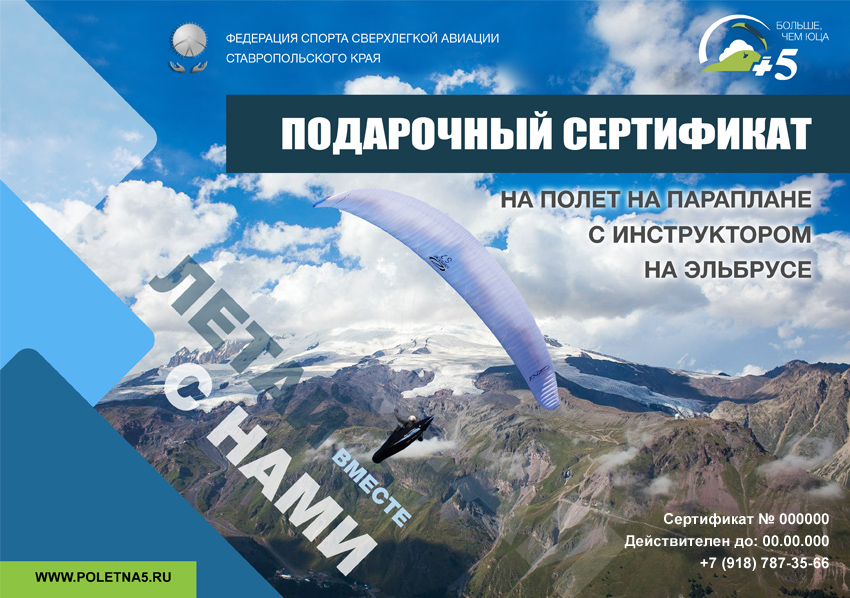 ФЕДЕРАЦИЯ СПОРТА СВЕРХЛЕГКОЙ АВИАЦИИ
СТАВРОПОЛЬСКОГО КРАЯ
БОЛЬШЕ,
ЧЕМ ЮЦА
+5
ПОДАРОЧНЫЙ СЕРТИФИКАТ
НА ПОЛЕТ НА ПАРАПЛАНЕ
С ИНСТРУКТОРОМ
НА ЭЛЬБРУСЕ
ЛЕТАЙ
ВМЕСТЕ
С НАМИ
Сертификат № 000000
Действителен до: 00.00.000
+7 (918) 787-35-66
WWW.POLETNA5.RU